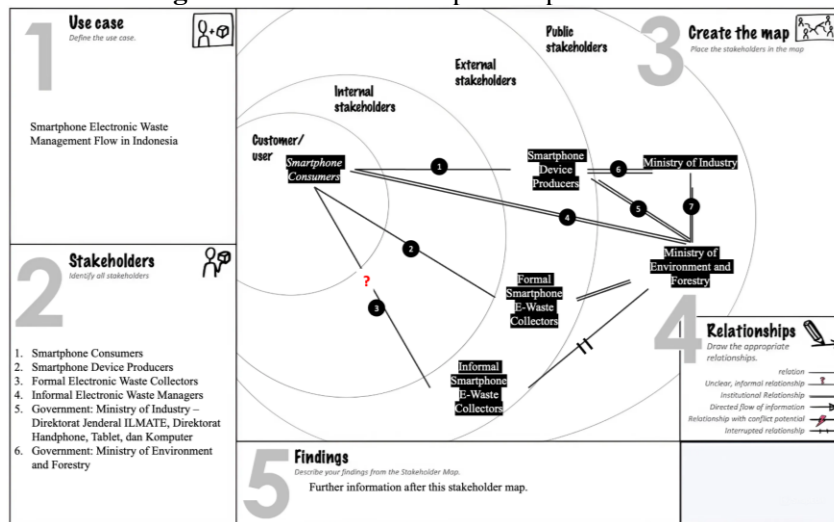 1
Use case
Define the use case.
Smartphone Electronic Waste
Management Flow in Indonesia
2
Stakeholders
Identify all stakeholders
1. Smartphone Consumers
2. Smartphone Device Producers
3. Formal Electronic Waste Collectors
4. Informal Electronic Waste Managers
5. Government: Ministry of Industry –
Direktorat Jenderal ILMATE, Direktorat
Handphone, Tablet, dan Komputer
6. Government: Ministry of Environment
and Forestry
3
Create the map
Place the stakeholders in the map
Public
stakeholders
External
stakeholders
Internal
stakeholders
Customer/
user
Smartphone
Consumers
1
Smartphone
Device
Producers
6
Ministry of Industry
5
7
4
2
Ministry of
Environment and
Forestry
?
3
Formal
Smartphone
E-Waste
Collectors
Informal
Smartphone
E-Waste
Collectors
4
Relationships
Draw the appropriate
relationships.
relation
Unclear, informal relationship
?
Institutional Relationship
Directed flow of information
Relationship with conflict potential
Interrupted relationship
5
Findings
Describe your findings from the Stakeholder Map.
Further information after this stakeholder map.